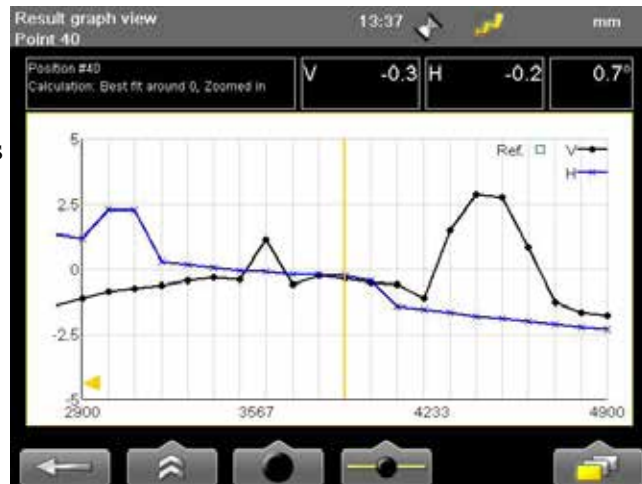 Result graph view 13:37 mm
Point 40
Position #40
Calculation: Best fit around 0, Zoomed in
V -0.3 H -0.2 0.7°
s
5
Ref. V
H
2.5
0
-2.5
-5
2900 3567 4233 4900